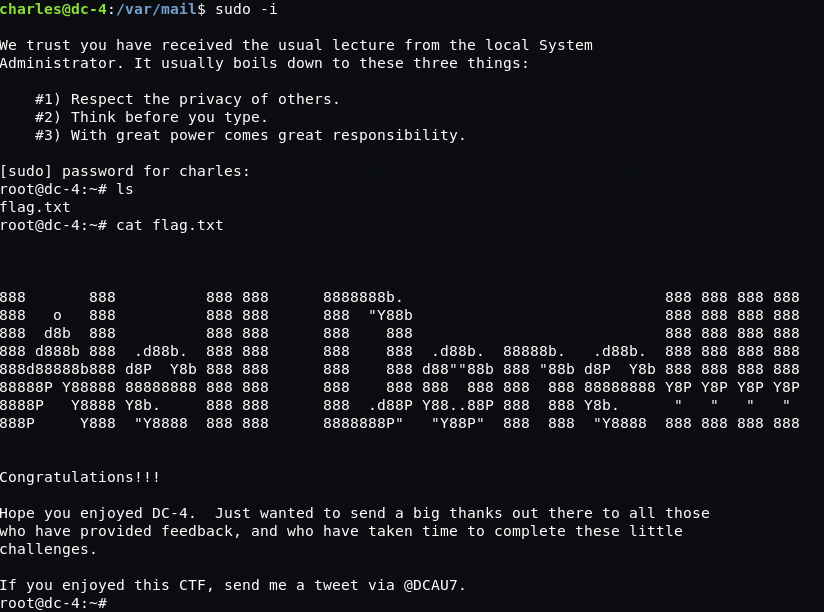 charles@dc-4:/var/mail$ sudo -i

We trust you have received the usual lecture from the local System
Administrator. It usually boils down to these three things:

    #1) Respect the privacy of others.
    #2) Think before you type.
    #3) With great power comes great responsibility.

[sudo] password for charles:
root@dc-4:~# ls
flag.txt
root@dc-4:~# cat flag.txt

888       888          888 888      8888888b.                             888 888 888 888
888   o   888          888 888      888  "Y88b                            888 888 888 888
888  d8b  888          888 888      888    888                            888 888 888 888
888 d888b 888  .d88b.  888 888      888    888  .d88b.  88888b.   .d88b.  888 888 888 888
888d88888b888 d8P  Y8b 888 888      888    888 d88""88b 888 "88b d8P  Y8b 888 888 888 888
88888P Y88888 88888888 888 888      888    888 888  888 888  888 88888888 Y8P Y8P Y8P Y8P
8888P   Y8888 Y8b.     888 888      888  .d88P Y88..88P 888  888 Y8b.      "   "   "   "
888P     Y888  "Y8888  888 888      8888888P"   "Y88P"  888  888  "Y8888  888 888 888 888

Congratulations!!!

Hope you enjoyed DC-4.  Just wanted to send a big thanks out there to all those
who have provided feedback, and who have taken time to complete these little
challenges.

If you enjoyed this CTF, send me a tweet via @DCAU7.
root@dc-4:~#